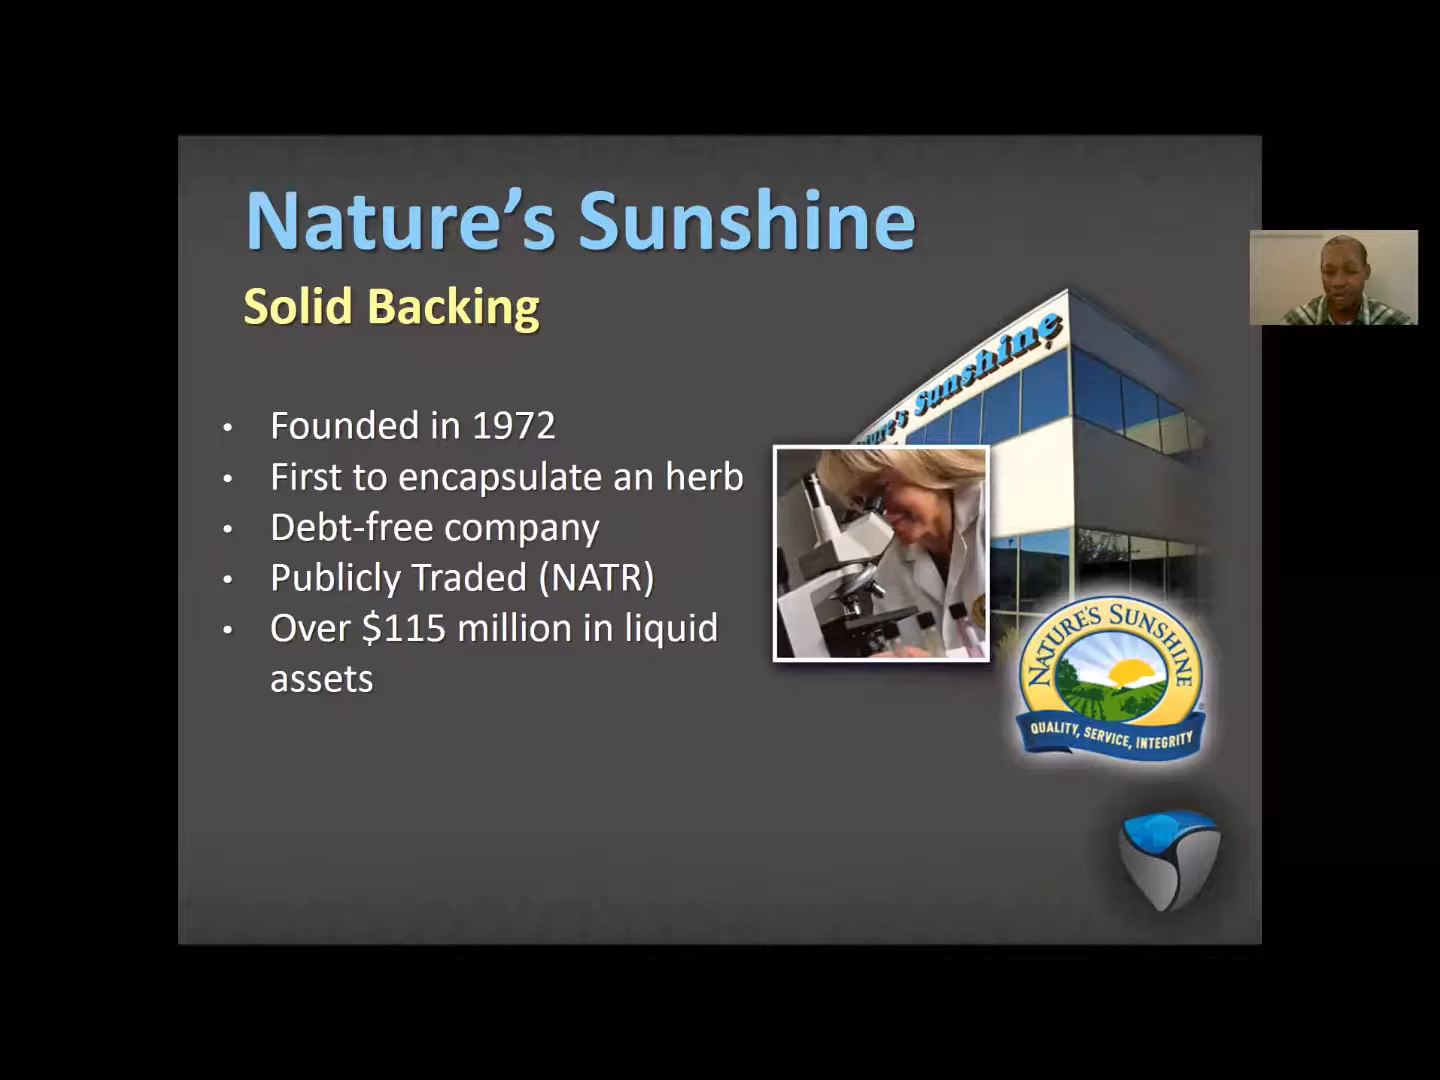 Nature's Sunshine
Solid Backing
• Founded in 1972
• First to encapsulate an herb
• Debt-free company
• Publicly Traded (NATR)
• Over $115 million in liquid
assets
Sunshine
NATURE'S SUNSHINE
QUALITY, SERVICE, INTEGRITY